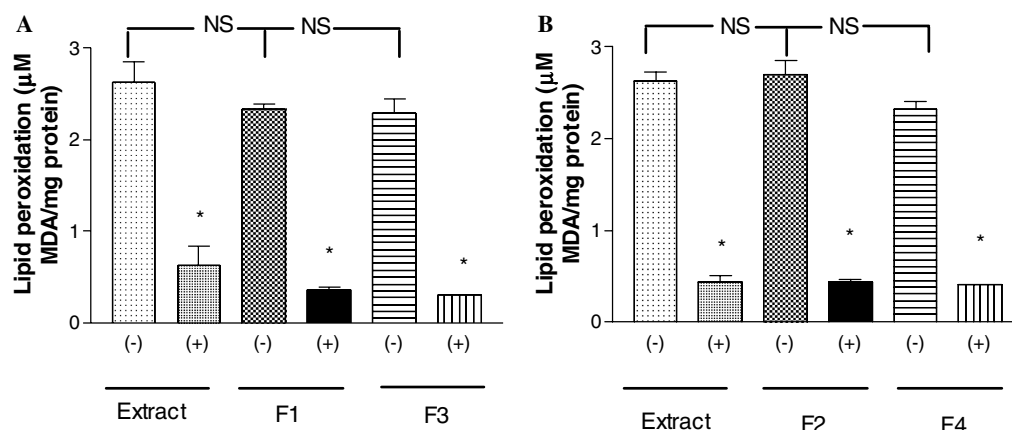 A
NS
NS
Lipid peroxidation (µM
MDA/mg protein)
3
2
1
0
*
*
*
(-)
(+)
(-)
(+)
(-)
(+)
Extract
F1
F3
B
NS
NS
Lipid peroxidation (µM
MDA/mg protein)
3
2
1
0
*
*
*
(-)
(+)
(-)
(+)
(-)
(+)
Extract
F2
F4